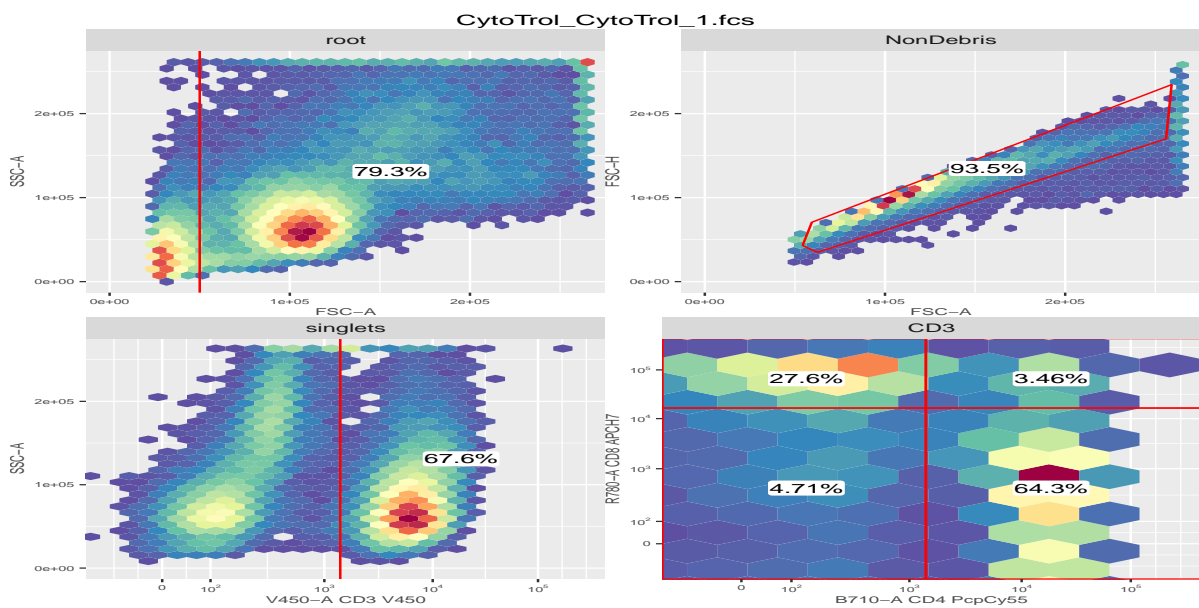 CytoTrol_CytoTrol_1.fcs
root
NonDebris
SSC-A
2e+05
1e+05
0e+00
79.3%
0e+00 1e+05 2e+05
FSC-A
FSC-H
2e+05
1e+05
0e+00
93.5%
0e+00 1e+05 2e+05
FSC-A
singlets
CD3
SSC-A
2e+05
1e+05
0e+00
67.6%
0 10² 10³ 10⁴ 10⁵
V450-A CD3 V450
R780-A CD8 APCH7
10⁵
10⁴
10³
10²
0
27.6% 3.46%
4.71% 64.3%
0 10² 10³ 10⁴ 10⁵
B710-A CD4 PcpCy55